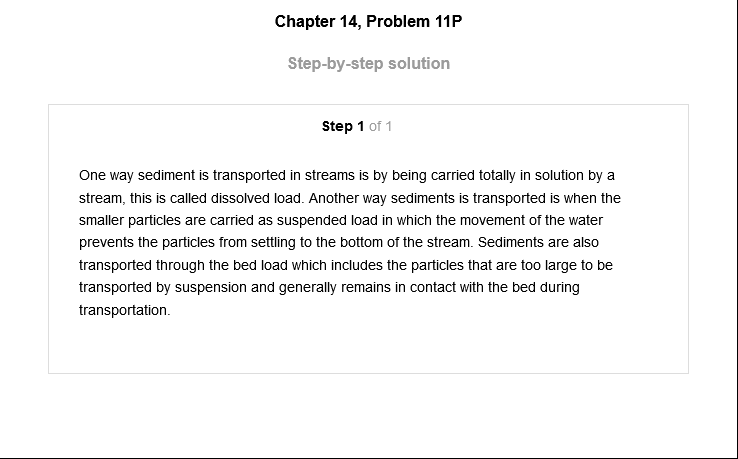 Chapter 14, Problem 11P
Step-by-step solution
Step 1 of 1
One way sediment is transported in streams is by being carried totally in solution by a
stream, this is called dissolved load. Another way sediments is transported is when the
smaller particles are carried as suspended load in which the movement of the water
prevents the particles from settling to the bottom of the stream. Sediments are also
transported through the bed load which includes the particles that are too large to be
transported by suspension and generally remains in contact with the bed during
transportation.